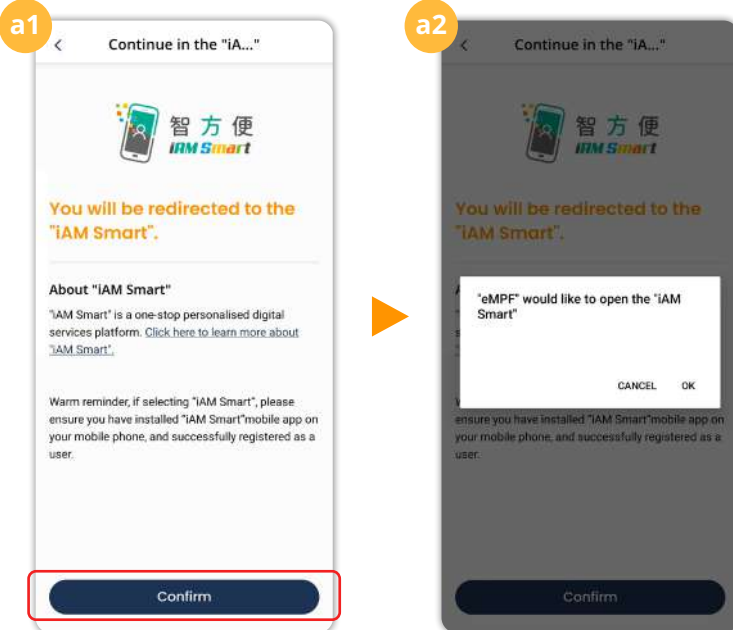 a1
Continue in the "iA..."
智方便
iAM Smart
You will be redirected to the
"iAM Smart".
About "iAM Smart"
"iAM Smart" is a one-stop personalised digital
services platform. Click here to learn more about
"iAM Smart".
Warm reminder, if selecting "iAM Smart", please
ensure you have installed "iAM Smart"mobile app on
your mobile phone, and successfully registered as a
user.
Confirm
a2
Continue in the "iA..."
智方便
iAM Smart
You will be redirected to the
"iAM Smart".
"eMPF" would like to open the "iAM
Smart"
CANCEL OK
ensure you have installed "iAM Smart"mobile app on
your mobile phone, and successfully registered as a
user.
Confirm